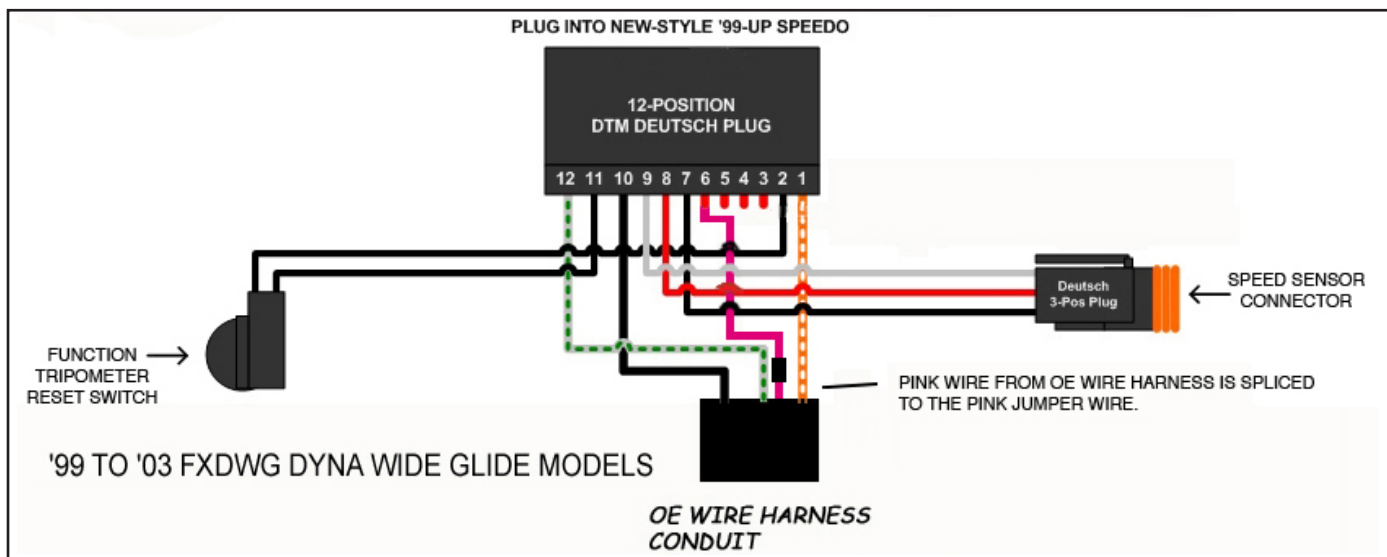 PLUG INTO NEW-STYLE '99-UP SPEEDO
12-POSITION
DTM DEUTSCH PLUG
12 11 10 9 8 7 6 5 4 3 2 1
Deutsch
3-Pos Plug
SPEED SENSOR
CONNECTOR
FUNCTION
TRIPOMETER
RESET SWITCH
PINK WIRE FROM OE WIRE HARNESS IS SPLICED
TO THE PINK JUMPER WIRE.
'99 TO '03 FXDWG DYNA WIDE GLIDE MODELS
OE WIRE HARNESS
CONDUIT